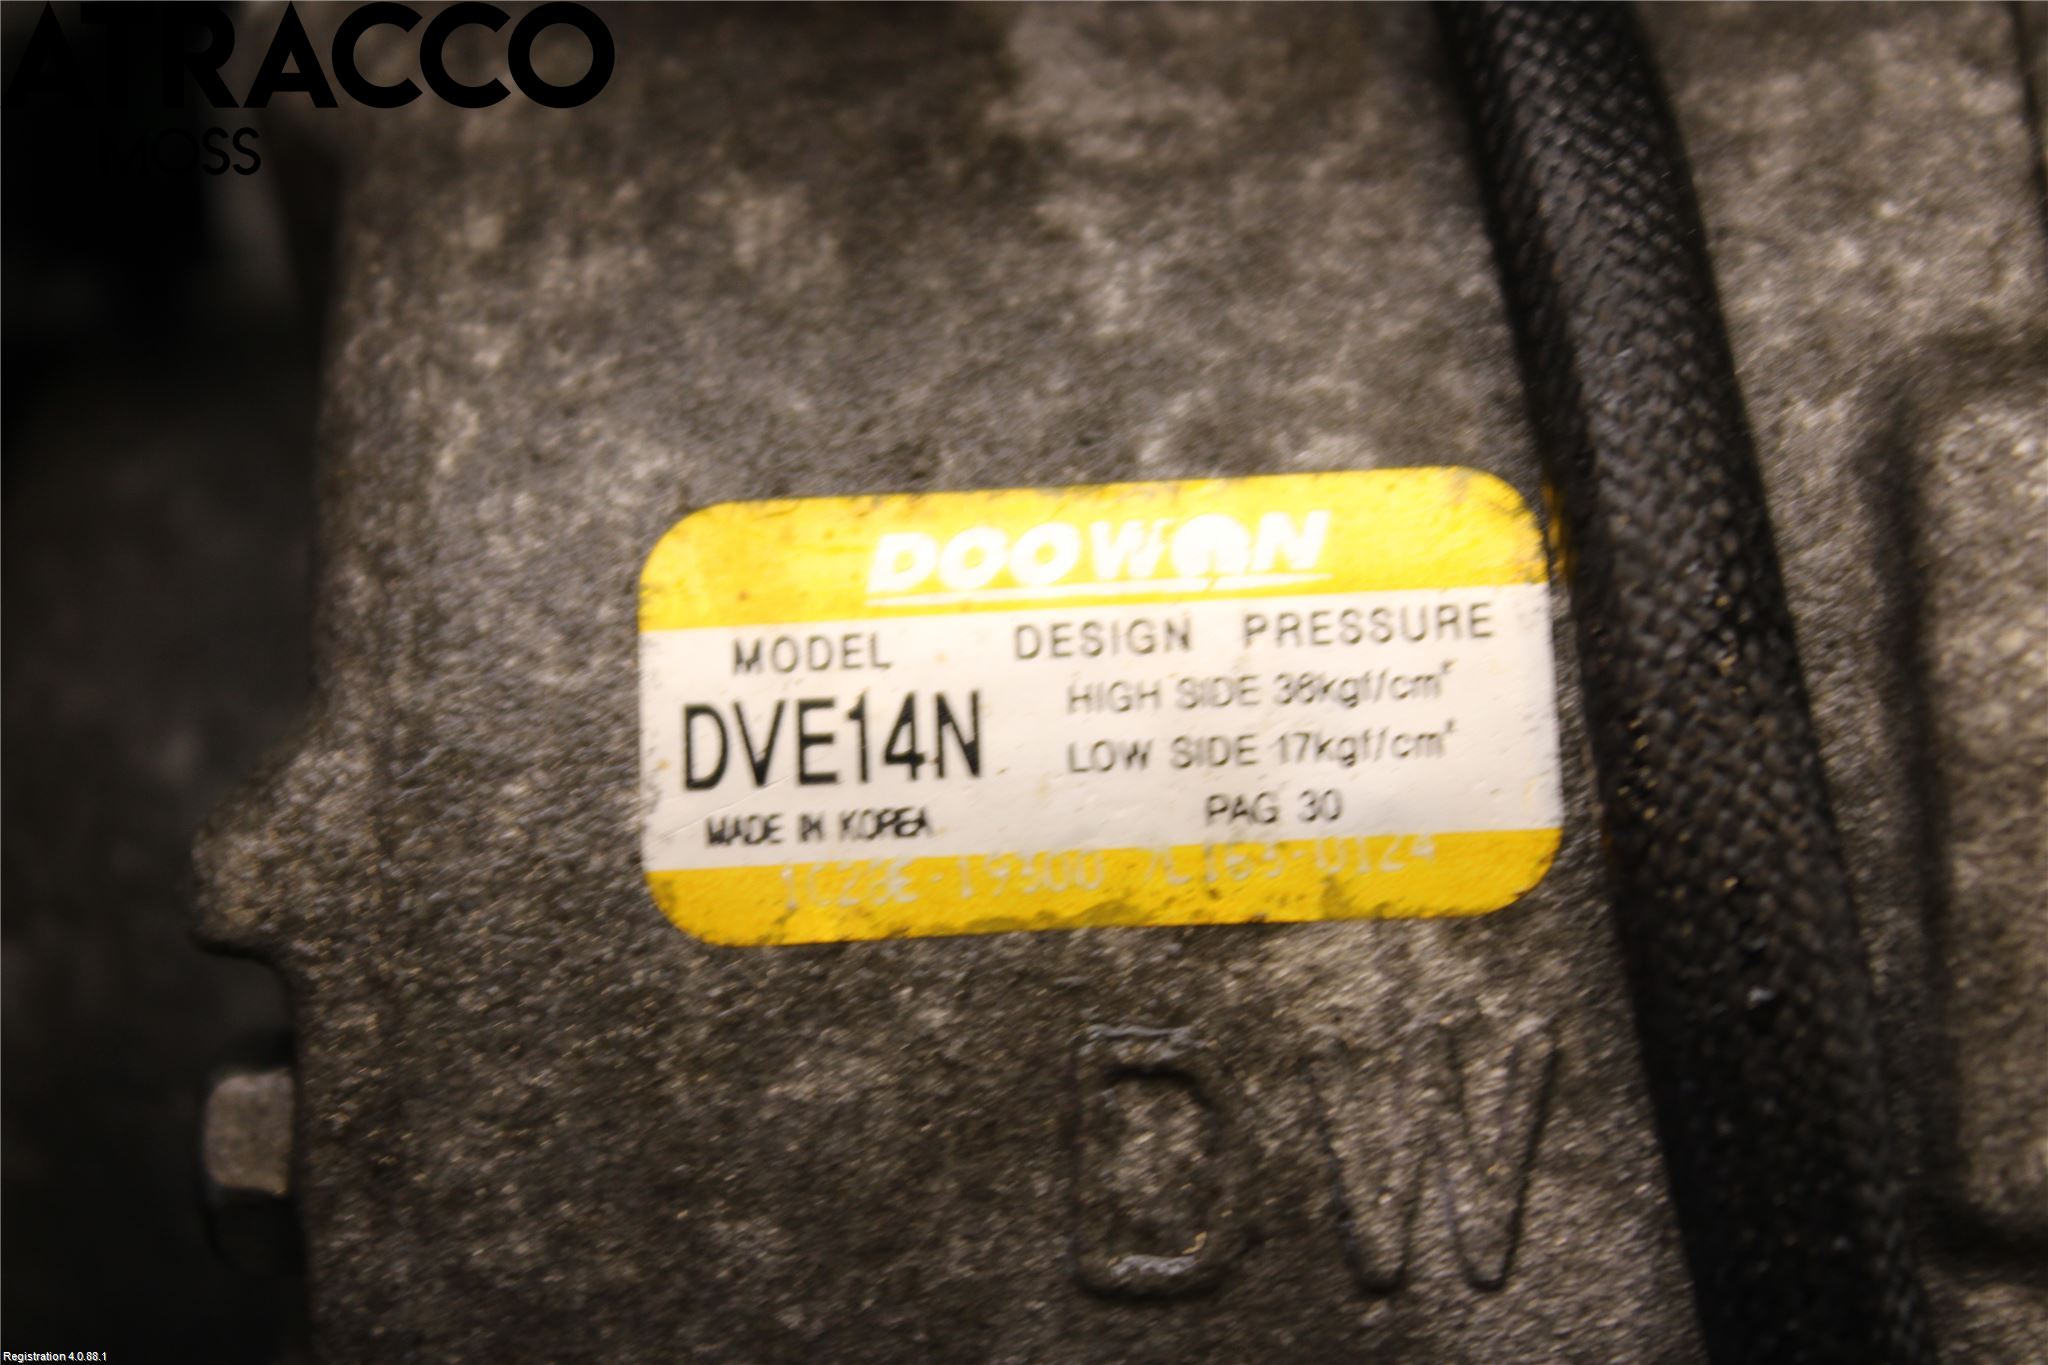 ATRACCO
MOSS
DOOWON
MODEL DESIGN PRESSURE
DVE14N HIGH SIDE 36kgf/cm²
LOW SIDE 17kgf/cm²
MADE IN KOREA PAG 30
DW
Registration 4.0.88.1